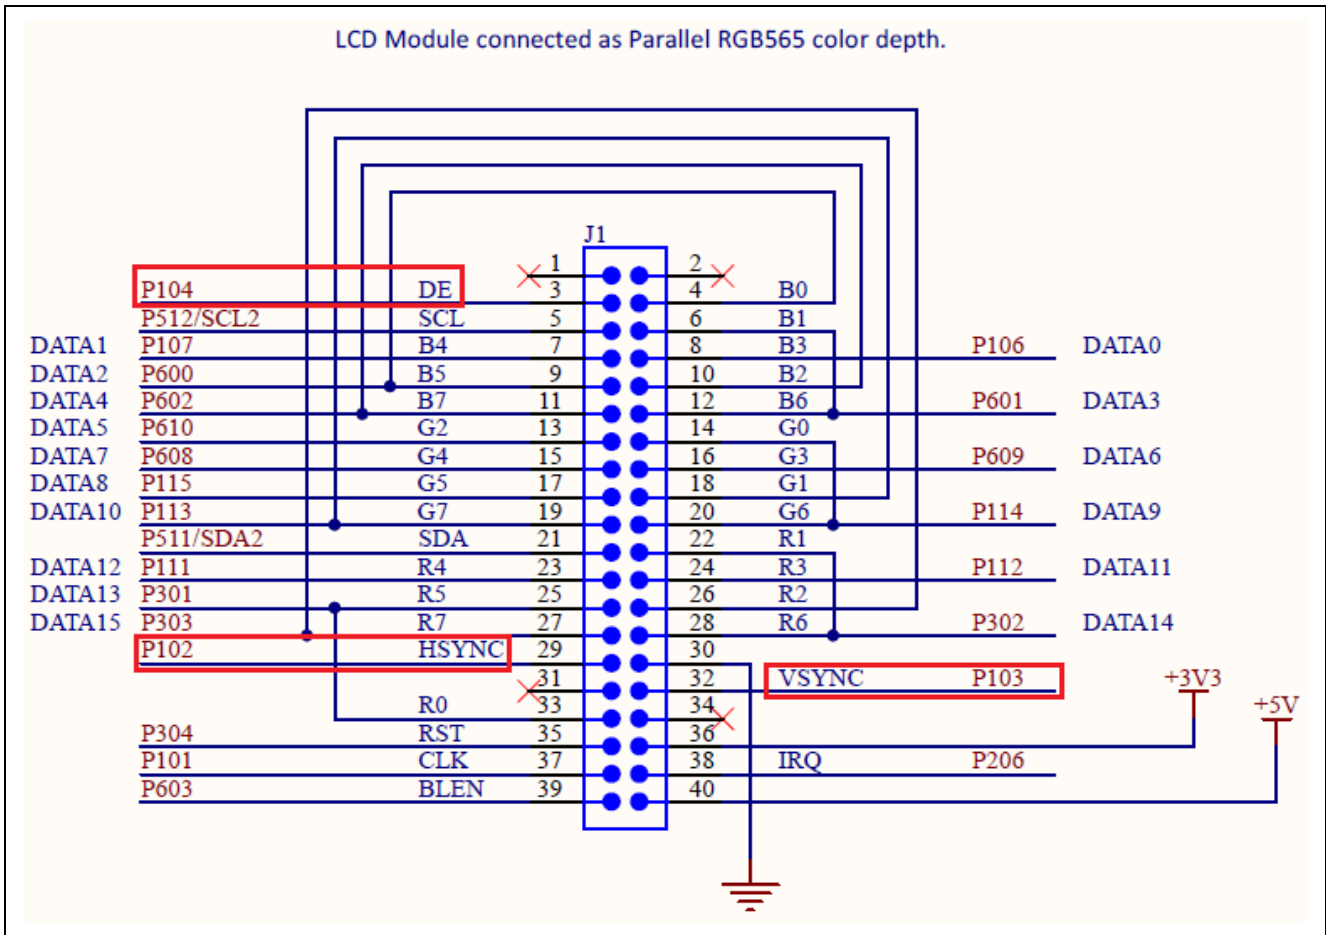 LCD Module connected as Parallel RGB565 color depth.
J1
1 2
P104 DE 3 4 B0
P512/SCL2 SCL 5 6 B1
DATA1 P107 B4 7 8 B3 P106 DATA0
DATA2 P600 B5 9 10 B2
DATA4 P602 B7 11 12 B6 P601 DATA3
DATA5 P610 G2 13 14 G0
DATA7 P608 G4 15 16 G3 P609 DATA6
DATA8 P115 G5 17 18 G1
DATA10 P113 G7 19 20 G6 P114 DATA9
P511/SDA2 SDA 21 22 R1
DATA12 P111 R4 23 24 R3 P112 DATA11
DATA13 P301 R5 25 26 R2
DATA15 P303 R7 27 28 R6 P302 DATA14
P102 HSYNC 29 30
31 32 VSYNC P103 +3V3
R0 33 34 +5V
P304 RST 35 36
P101 CLK 37 38 IRQ P206
P603 BLEN 39 40